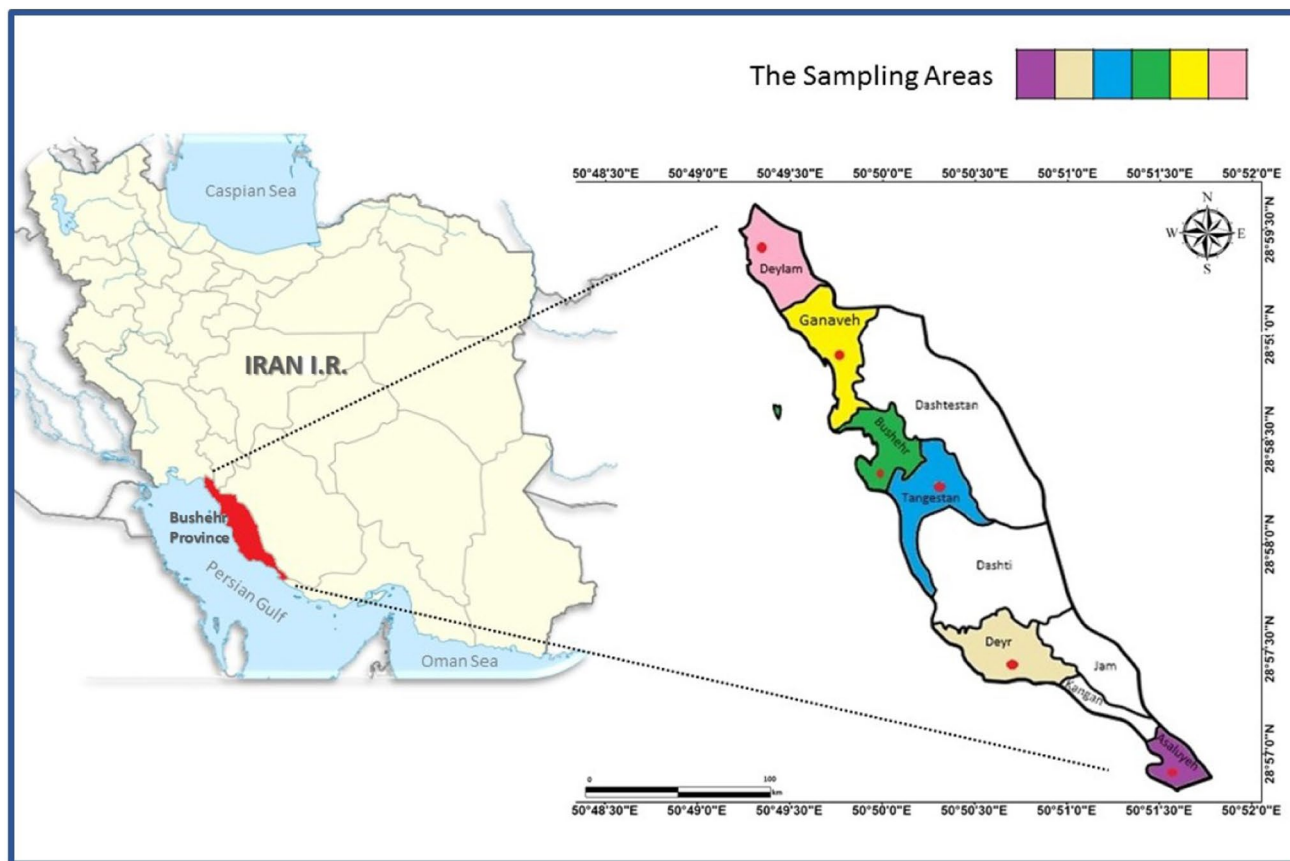 The Sampling Areas
Caspian Sea
IRAN I.R.
Bushehr
Province
Persian Gulf
Oman Sea
50°48'30"E 50°49'0"E 50°49'30"E 50°50'0"E 50°50'30"E 50°51'0"E 50°51'30"E 50°52'0"E
N
W E
S
28°59'30"N
28°51'0"N
28°58'30"N
28°58'0"N
28°57'30"N
28°57'0"N
Deylam
Ganaveh
Dashtestan
Bushehr
Tangestan
Dashti
Deyr
Jam
Kangan
Asaluyeh
0 100
km
50°48'30"E 50°49'0"E 50°49'30"E 50°50'0"E 50°50'30"E 50°51'0"E 50°51'30"E 50°52'0"E